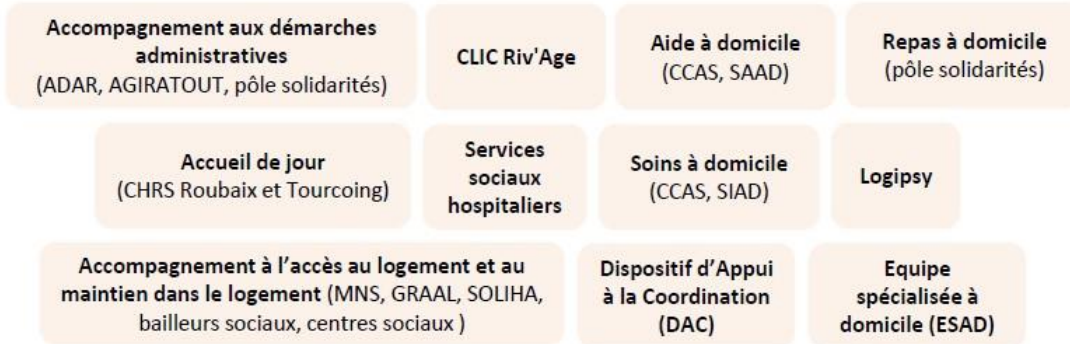 Accompagnement aux démarches
administratives
(ADAR, AGIRATOUT, pôle solidarités)
CLIC Riv'Age
Aide à domicile
(CCAS, SAAD)
Repas à domicile
(pôle solidarités)
Accueil de jour
(CHRS Roubaix et Tourcoing)
Services
sociaux
hospitaliers
Soins à domicile
(CCAS, SIAD)
Logipsy
Accompagnement à l’accès au logement et au
maintien dans le logement (MNS, GRAAL, SOLIHA,
bailleurs sociaux, centres sociaux )
Dispositif d’Appui
à la Coordination
(DAC)
Equipe
spécialisée à
domicile (ESAD)